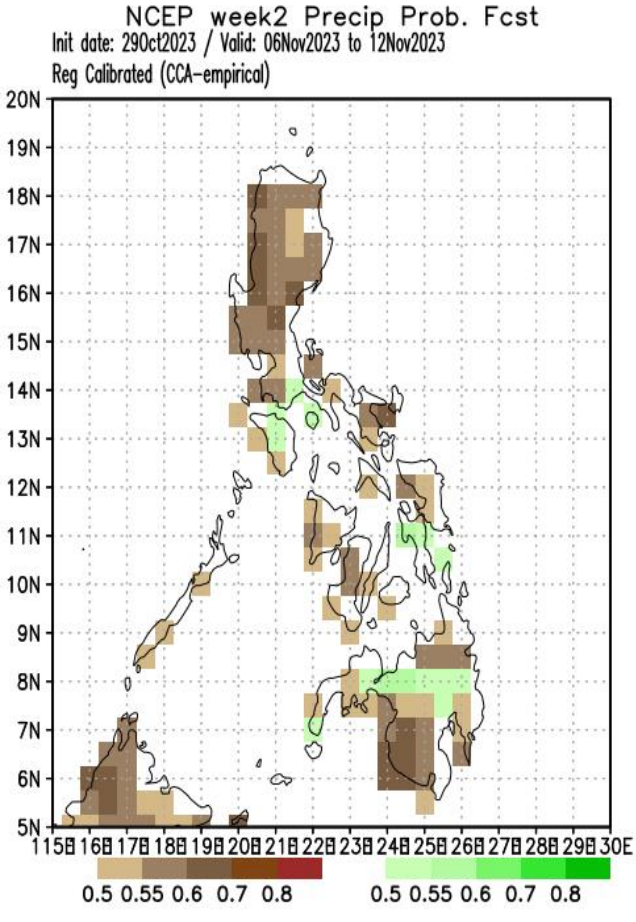 NCEP week2 Precip Prob. Fcst
Init date: 29Oct2023 / Valid: 06Nov2023 to 12Nov2023
Reg Calibrated (CCA-empirical)
20N
19N
18N
17N
16N
15N
14N
13N
12N
11N
10N
9N
8N
7N
6N
5N
115E 116E 117E 118E 119E 120E 121E 122E 123E 124E 125E 126E 127E 128E 129E 130E
0.5 0.55 0.6 0.7 0.8 0.5 0.55 0.6 0.7 0.8